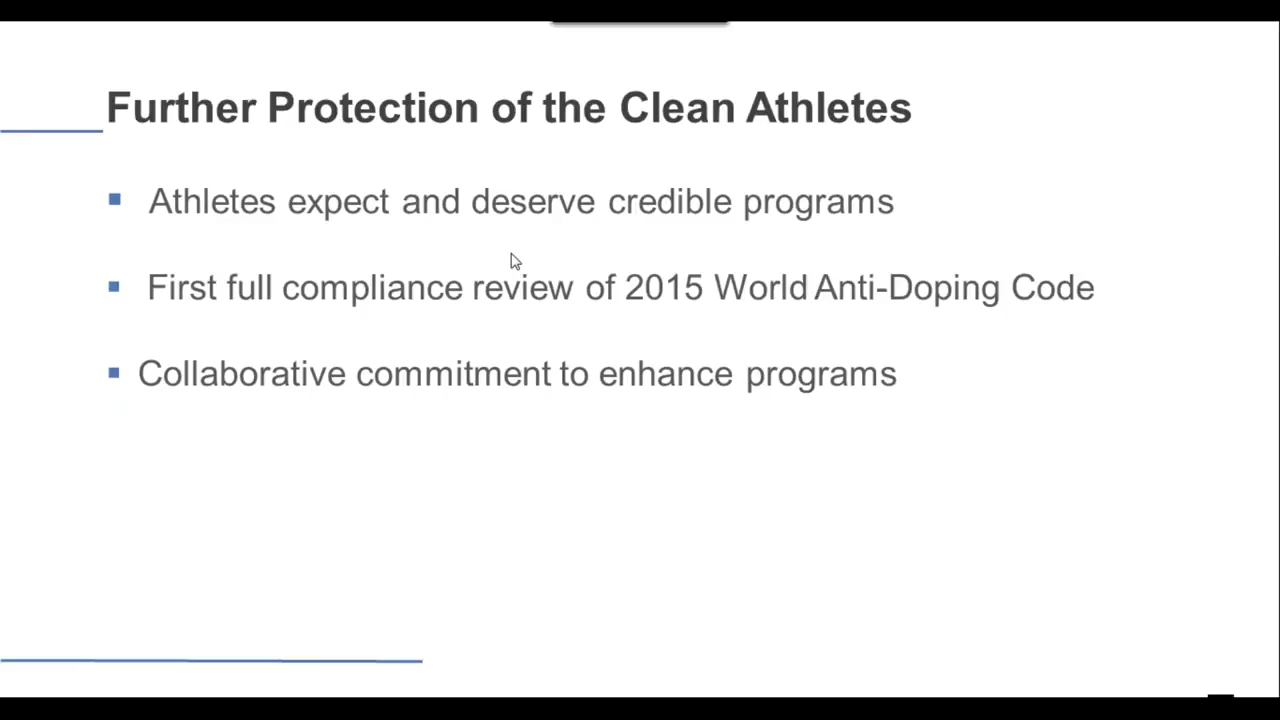 Further Protection of the Clean Athletes
▪ Athletes expect and deserve credible programs
▪ First full compliance review of 2015 World Anti-Doping Code
▪ Collaborative commitment to enhance programs